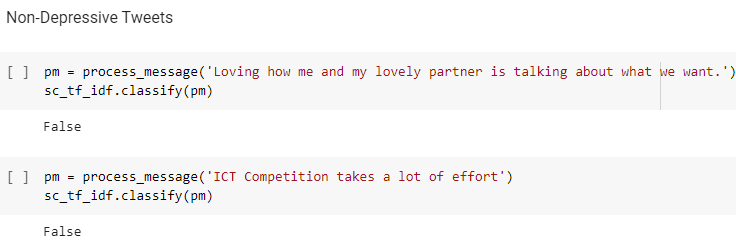 Non-Depressive Tweets
[ ] pm = process_message('Loving how me and my lovely partner is talking about what we want.')
sc_tf_idf.classify(pm)
False
[ ] pm = process_message('ICT Competition takes a lot of effort')
sc_tf_idf.classify(pm)
False